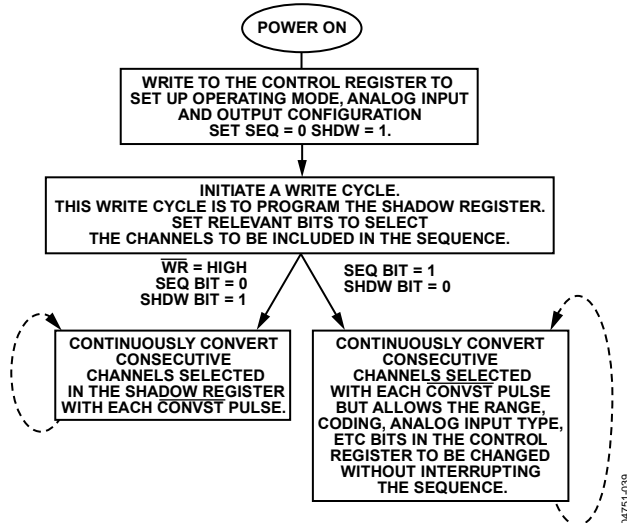 POWER ON
WRITE TO THE CONTROL REGISTER TO
SET UP OPERATING MODE, ANALOG INPUT
AND OUTPUT CONFIGURATION
SET SEQ = 0 SHDW = 1.
INITIATE A WRITE CYCLE.
THIS WRITE CYCLE IS TO PROGRAM THE SHADOW REGISTER.
SET RELEVANT BITS TO SELECT
THE CHANNELS TO BE INCLUDED IN THE SEQUENCE.
WR = HIGH
SEQ BIT = 0
SHDW BIT = 1
SEQ BIT = 1
SHDW BIT = 0
CONTINUOUSLY CONVERT
CONSECUTIVE
CHANNELS SELECTED
IN THE SHADOW REGISTER
WITH EACH CONVST PULSE.
CONTINUOUSLY CONVERT
CONSECUTIVE
CHANNELS SELECTED
WITH EACH CONVST PULSE
BUT ALLOWS THE RANGE,
CODING, ANALOG INPUT TYPE,
ETC BITS IN THE CONTROL
REGISTER TO BE CHANGED
WITHOUT INTERRUPTING
THE SEQUENCE.
04751-039